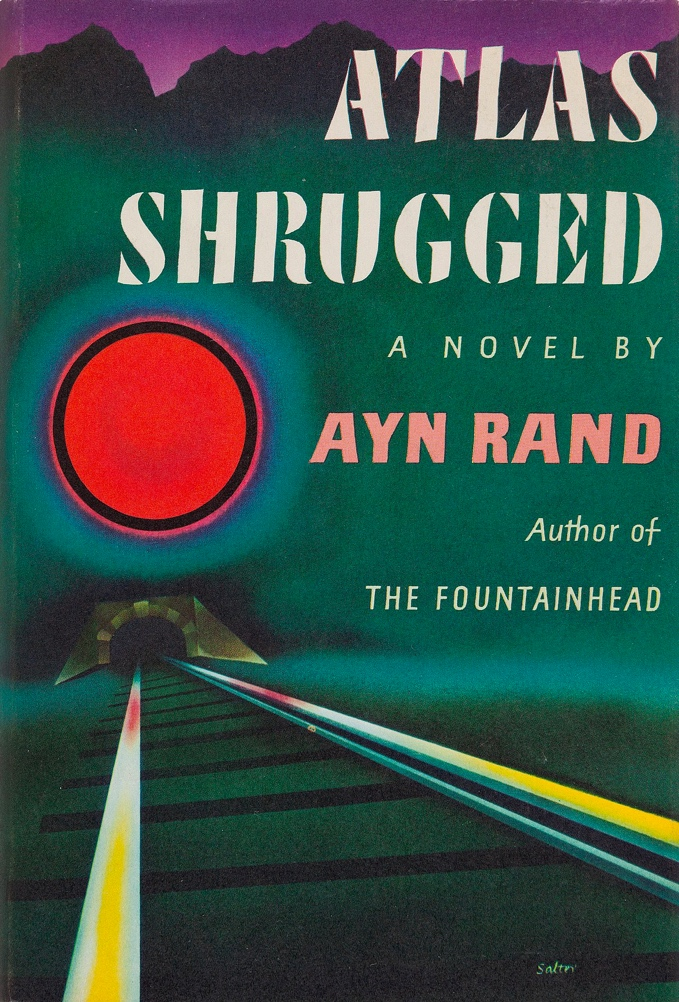 ATLAS
SHRUGGED
A NOVEL BY
AYN RAND
Author of
THE FOUNTAINHEAD
Salter